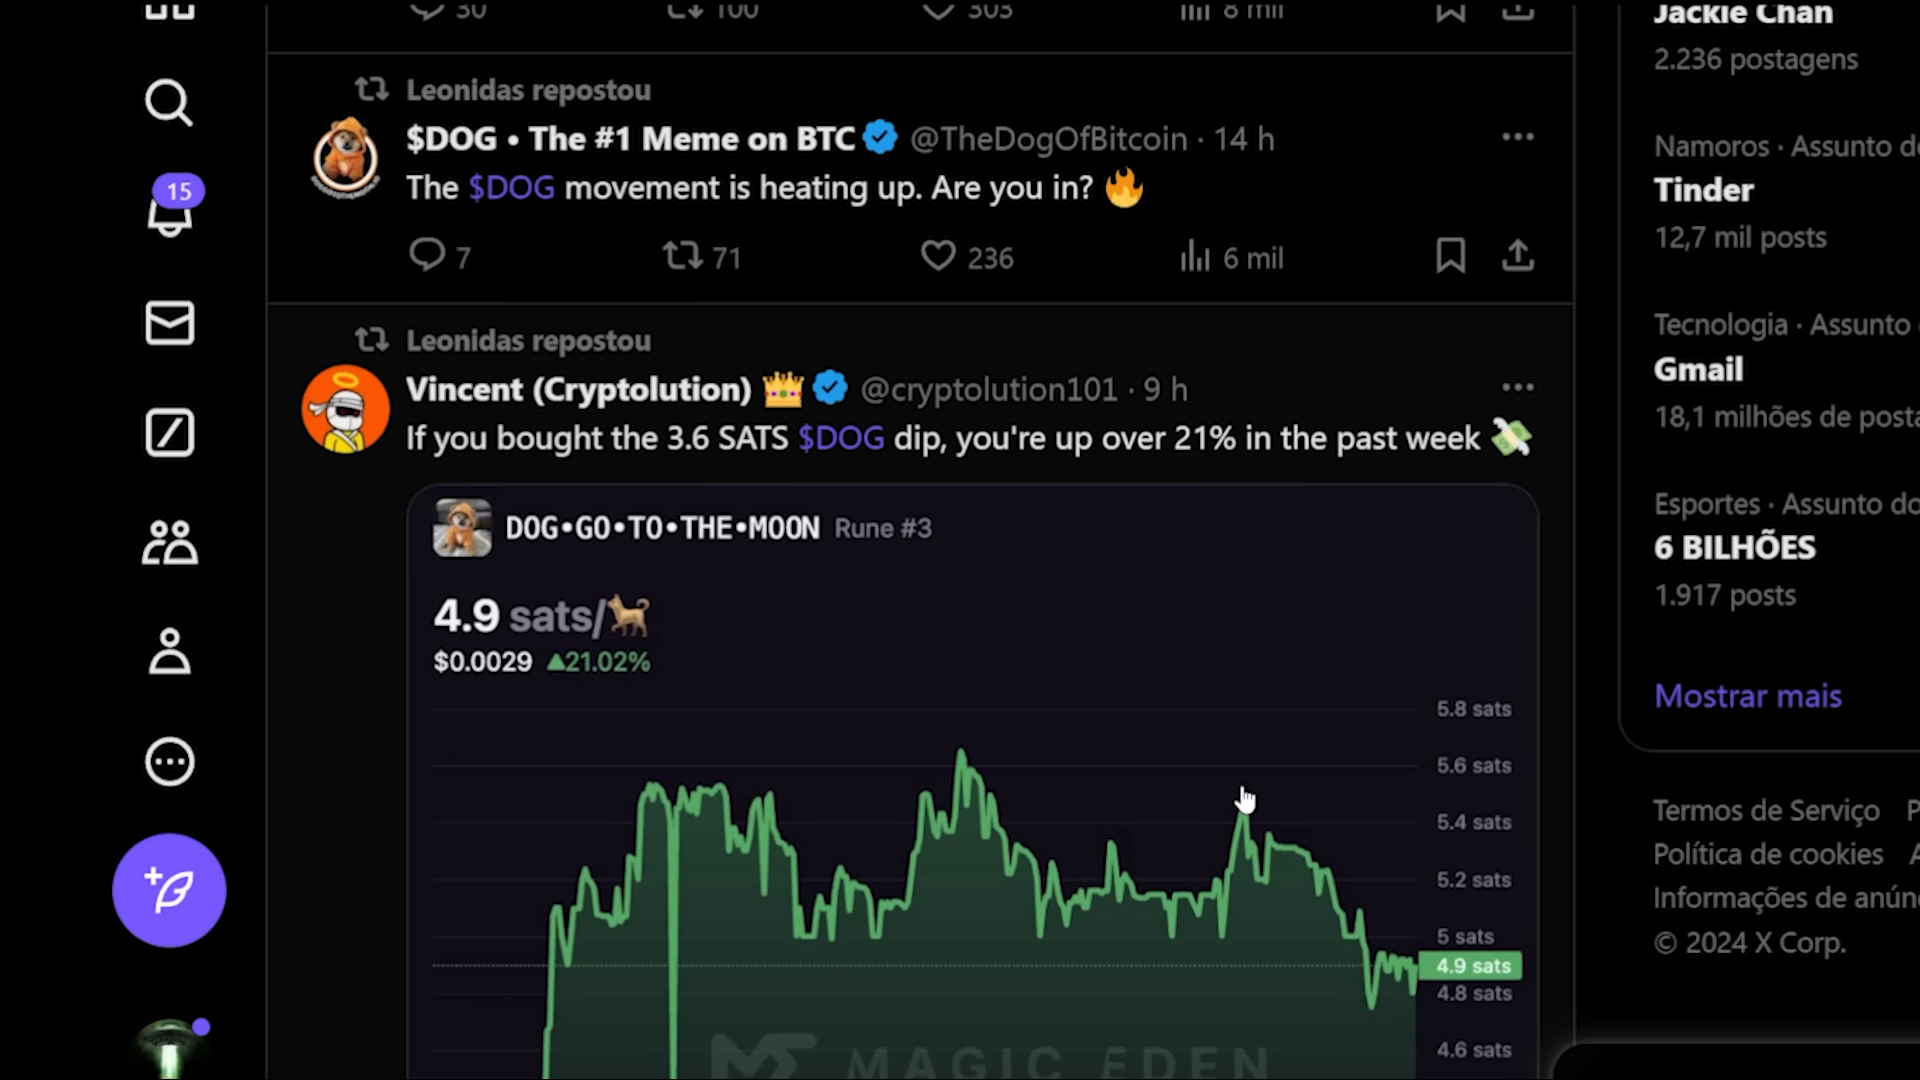 30 100 303 8 mil
Leonidas repostou
$DOG • The #1 Meme on BTC @TheDogOfBitcoin · 14 h
The $DOG movement is heating up. Are you in? 🔥
7 71 236 6 mil
Leonidas repostou
Vincent (Cryptolution) 👑 @cryptolution101 · 9 h
If you bought the 3.6 SATS $DOG dip, you're up over 21% in the past week 💸
DOG•GO•TO•THE•MOON Rune #3
4.9 sats/🐕
$0.0029 ▲21.02%
5.8 sats
5.6 sats
5.4 sats
5.2 sats
5 sats
4.9 sats
4.8 sats
4.6 sats
MAGIC EDEN
15
Jackie Chan
2.236 postagens
Namoros · Assunto
Tinder
12,7 mil posts
Tecnologia · Assunto
Gmail
18,1 milhões de
Esportes · Assunto
6 BILHÕES
1.917 posts
Mostrar mais
Termos de Serviço
Política de cookies
Informações de
© 2024 X Corp.